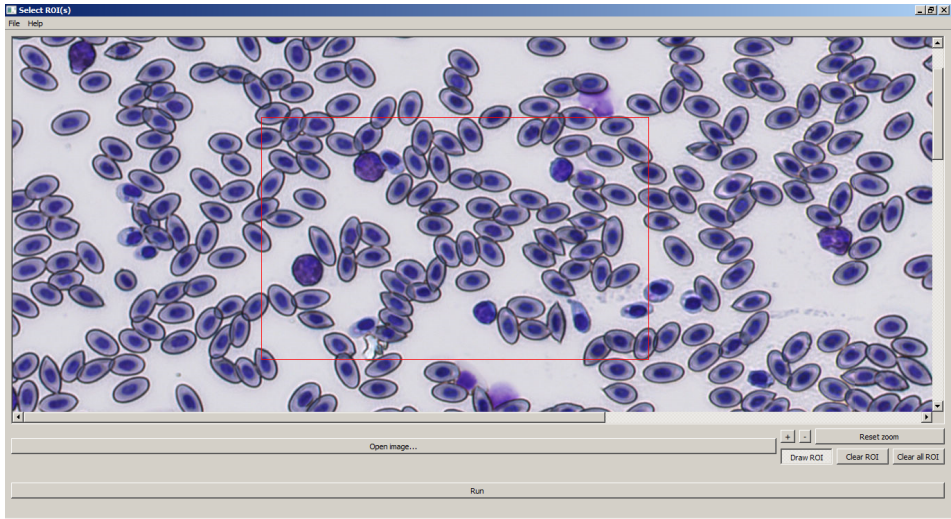 Select ROI(s)
File Help
Open image...
+ - Reset zoom
Draw ROI Clear ROI Clear all ROI
Run